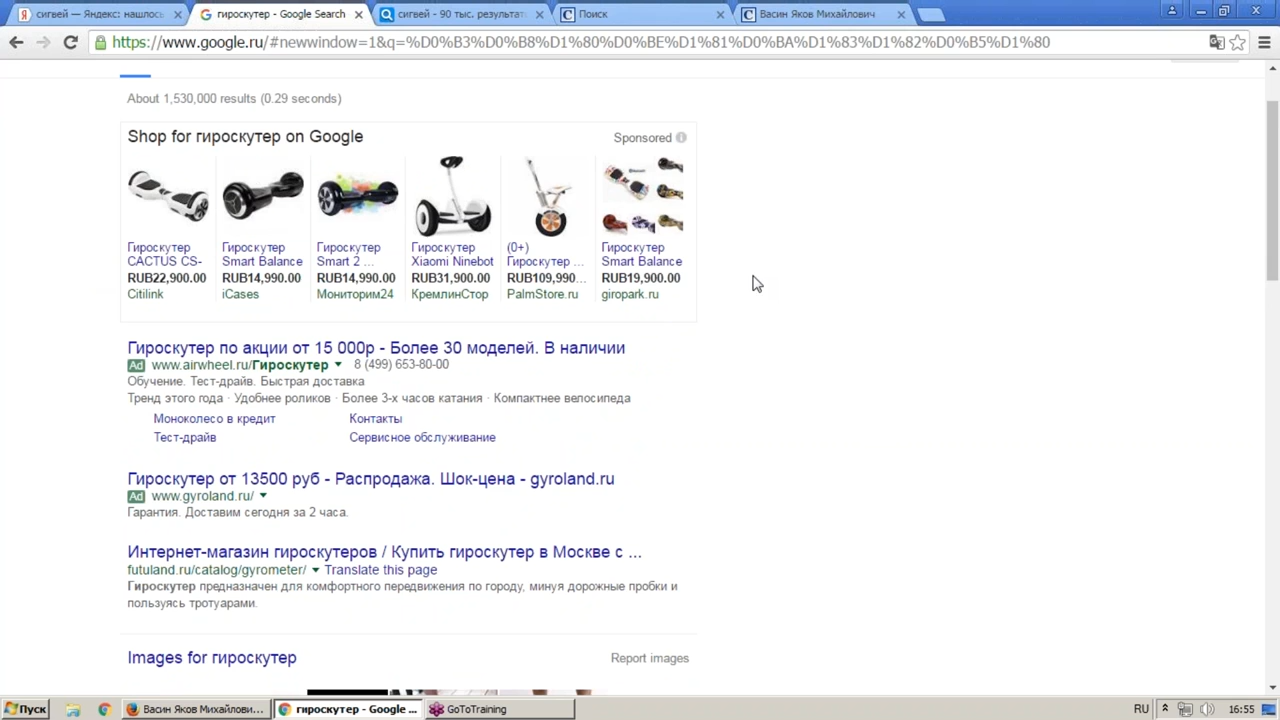 сигвей — Яндекс: нашлось
гироскутер - Google Search
сигвей - 90 тыс. результат
Поиск
Васин Яков Михайлович
https://www.google.ru/#newwindow=1&q=%D0%B3%D0%B8%D1%80%D0%BE%D1%81%D0%BA%D1%83%D1%82%D0%B5%D1%80
About 1,530,000 results (0.29 seconds)
Shop for гироскутер on Google
Sponsored
Гироскутер CACTUS CS-
RUB22,900.00
Citilink
Гироскутер Smart Balance
RUB14,990.00
iCases
Гироскутер Smart 2 ...
RUB14,990.00
Мониторим24
Гироскутер Xiaomi Ninebot
RUB31,900.00
КремлинСтор
(0+) Гироскутер ...
RUB109,990...
PalmStore.ru
Гироскутер Smart Balance
RUB19,900.00
giropark.ru
Гироскутер по акции от 15 000р - Более 30 моделей. В наличии
Ad www.airwheel.ru/Гироскутер 8 (499) 653-80-00
Обучение. Тест-драйв. Быстрая доставка
Тренд этого года · Удобнее роликов · Более 3-х часов катания · Компактнее велосипеда
Моноколесо в кредит Контакты
Тест-драйв Сервисное обслуживание
Гироскутер от 13500 руб - Распродажа. Шок-цена - gyroland.ru
Ad www.gyroland.ru/
Гарантия. Доставим сегодня за 2 часа.
Интернет-магазин гироскутеров / Купить гироскутер в Москве с ...
futuland.ru/catalog/gyrometer/ Translate this page
Гироскутер предназначен для комфортного передвижения по городу, минуя дорожные пробки и
пользуясь тротуарами.
Images for гироскутер
Report images
Пуск
Васин Яков Михайлови...
гироскутер - Google ...
GoToTraining
RU
16:55